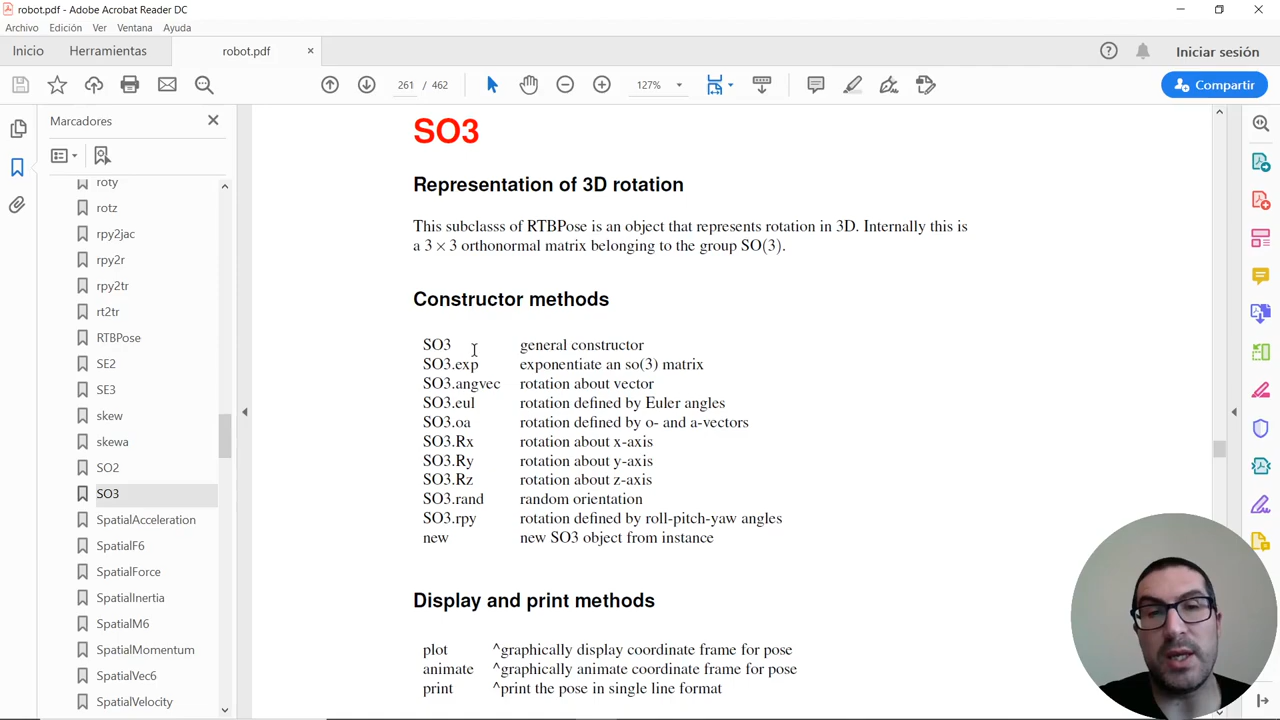 robot.pdf - Adobe Acrobat Reader DC
Archivo Edición Ver Ventana Ayuda
Inicio Herramientas robot.pdf × Iniciar sesión
261 / 462 127% Compartir
Marcadores
roty
rotz
rpy2jac
rpy2r
rpy2tr
rt2tr
RTBPose
SE2
SE3
skew
skewa
SO2
SO3
SpatialAcceleration
SpatialF6
SpatialForce
SpatialInertia
SpatialM6
SpatialMomentum
SpatialVec6
SpatialVelocity
SO3
Representation of 3D rotation
This subclasss of RTBPose is an object that represents rotation in 3D. Internally this is
a 3 × 3 orthonormal matrix belonging to the group SO(3).
Constructor methods
SO3 general constructor
SO3.exp exponentiate an so(3) matrix
SO3.angvec rotation about vector
SO3.eul rotation defined by Euler angles
SO3.oa rotation defined by o- and a-vectors
SO3.Rx rotation about x-axis
SO3.Ry rotation about y-axis
SO3.Rz rotation about z-axis
SO3.rand random orientation
SO3.rpy rotation defined by roll-pitch-yaw angles
new new SO3 object from instance
Display and print methods
plot ^graphically display coordinate frame for pose
animate ^graphically animate coordinate frame for pose
print ^print the pose in single line format